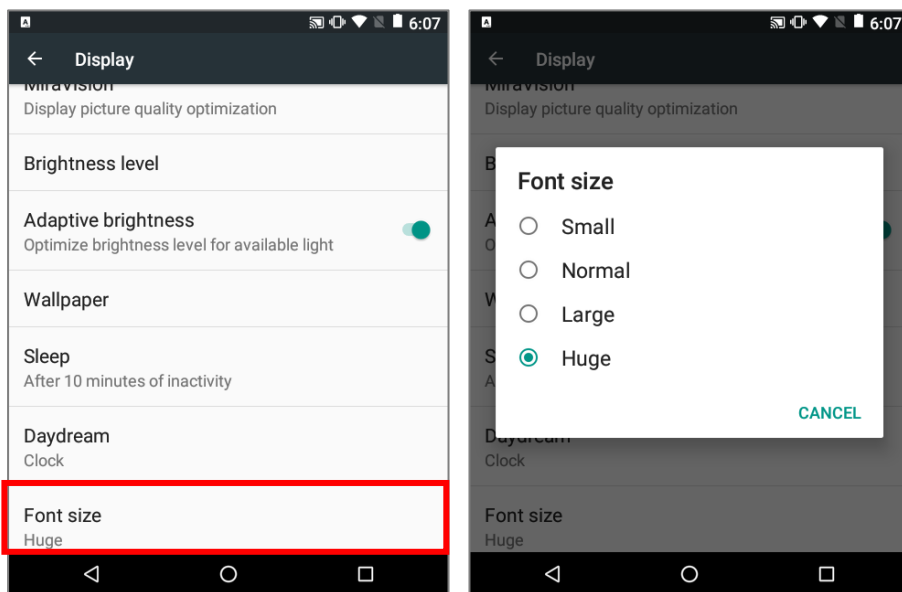 6:07
Display
MiraVision
Display picture quality optimization
Brightness level
Adaptive brightness
Optimize brightness level for available light
Wallpaper
Sleep
After 10 minutes of inactivity
Daydream
Clock
Font size
Huge
6:07
Display
MiraVision
Display picture quality optimization
B
Font size
A
Small
O
Normal
W
Large
S
Huge
A
CANCEL
Daydream
Clock
Font size
Huge